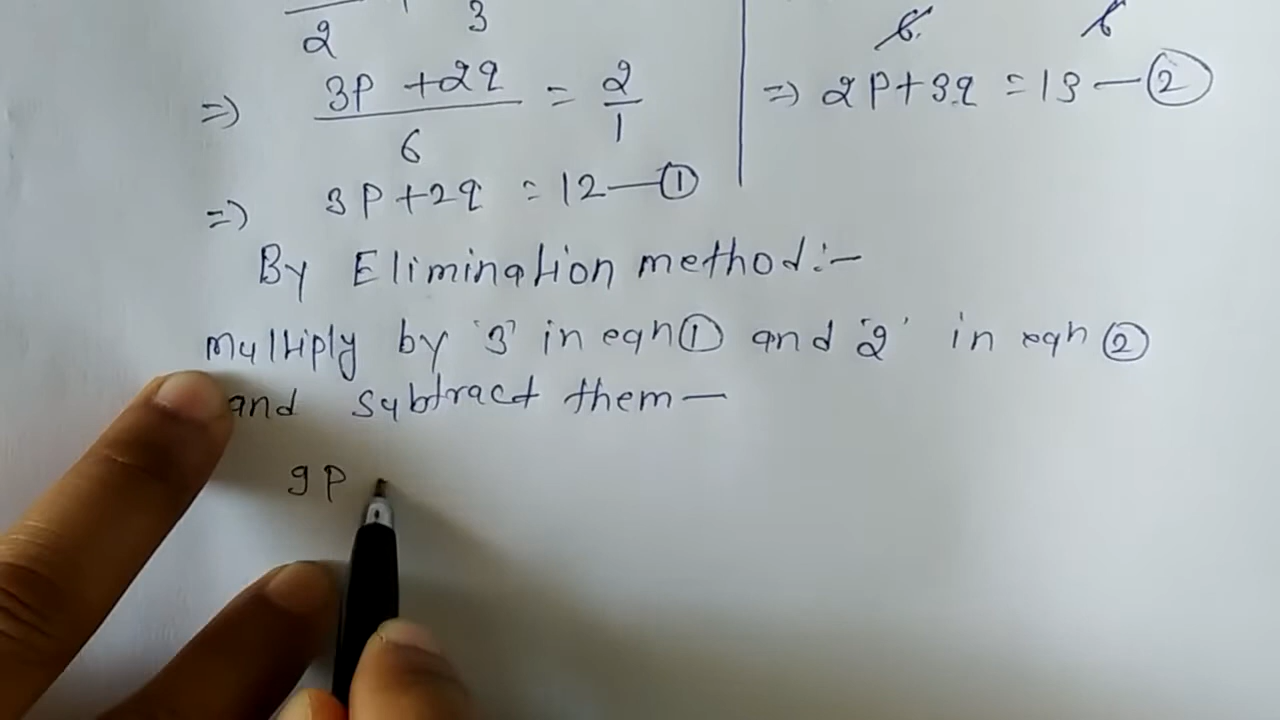 2 3
=> 3P +2q / 6 = 2 / 1
=> 3P +2q = 12 — ①
=> 2P+3q = 13 — ②
By Elimination method:-
multiply by '3' in eqn ① and '2' in eqn ②
and subtract them —
9P